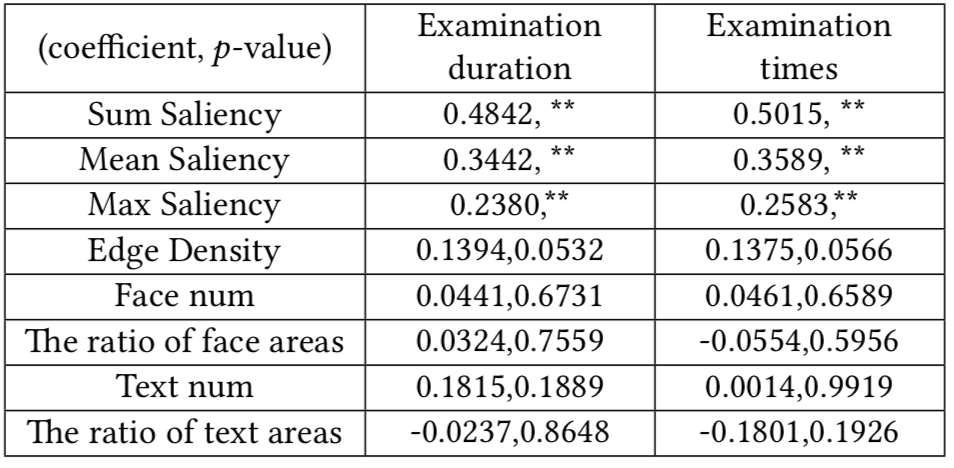 (coefficient, p-value) Examination duration Examination times
Sum Saliency 0.4842, ** 0.5015, **
Mean Saliency 0.3442, ** 0.3589, **
Max Saliency 0.2380,** 0.2583,**
Edge Density 0.1394,0.0532 0.1375,0.0566
Face num 0.0441,0.6731 0.0461,0.6589
The ratio of face areas 0.0324,0.7559 -0.0554,0.5956
Text num 0.1815,0.1889 0.0014,0.9919
The ratio of text areas -0.0237,0.8648 -0.1801,0.1926